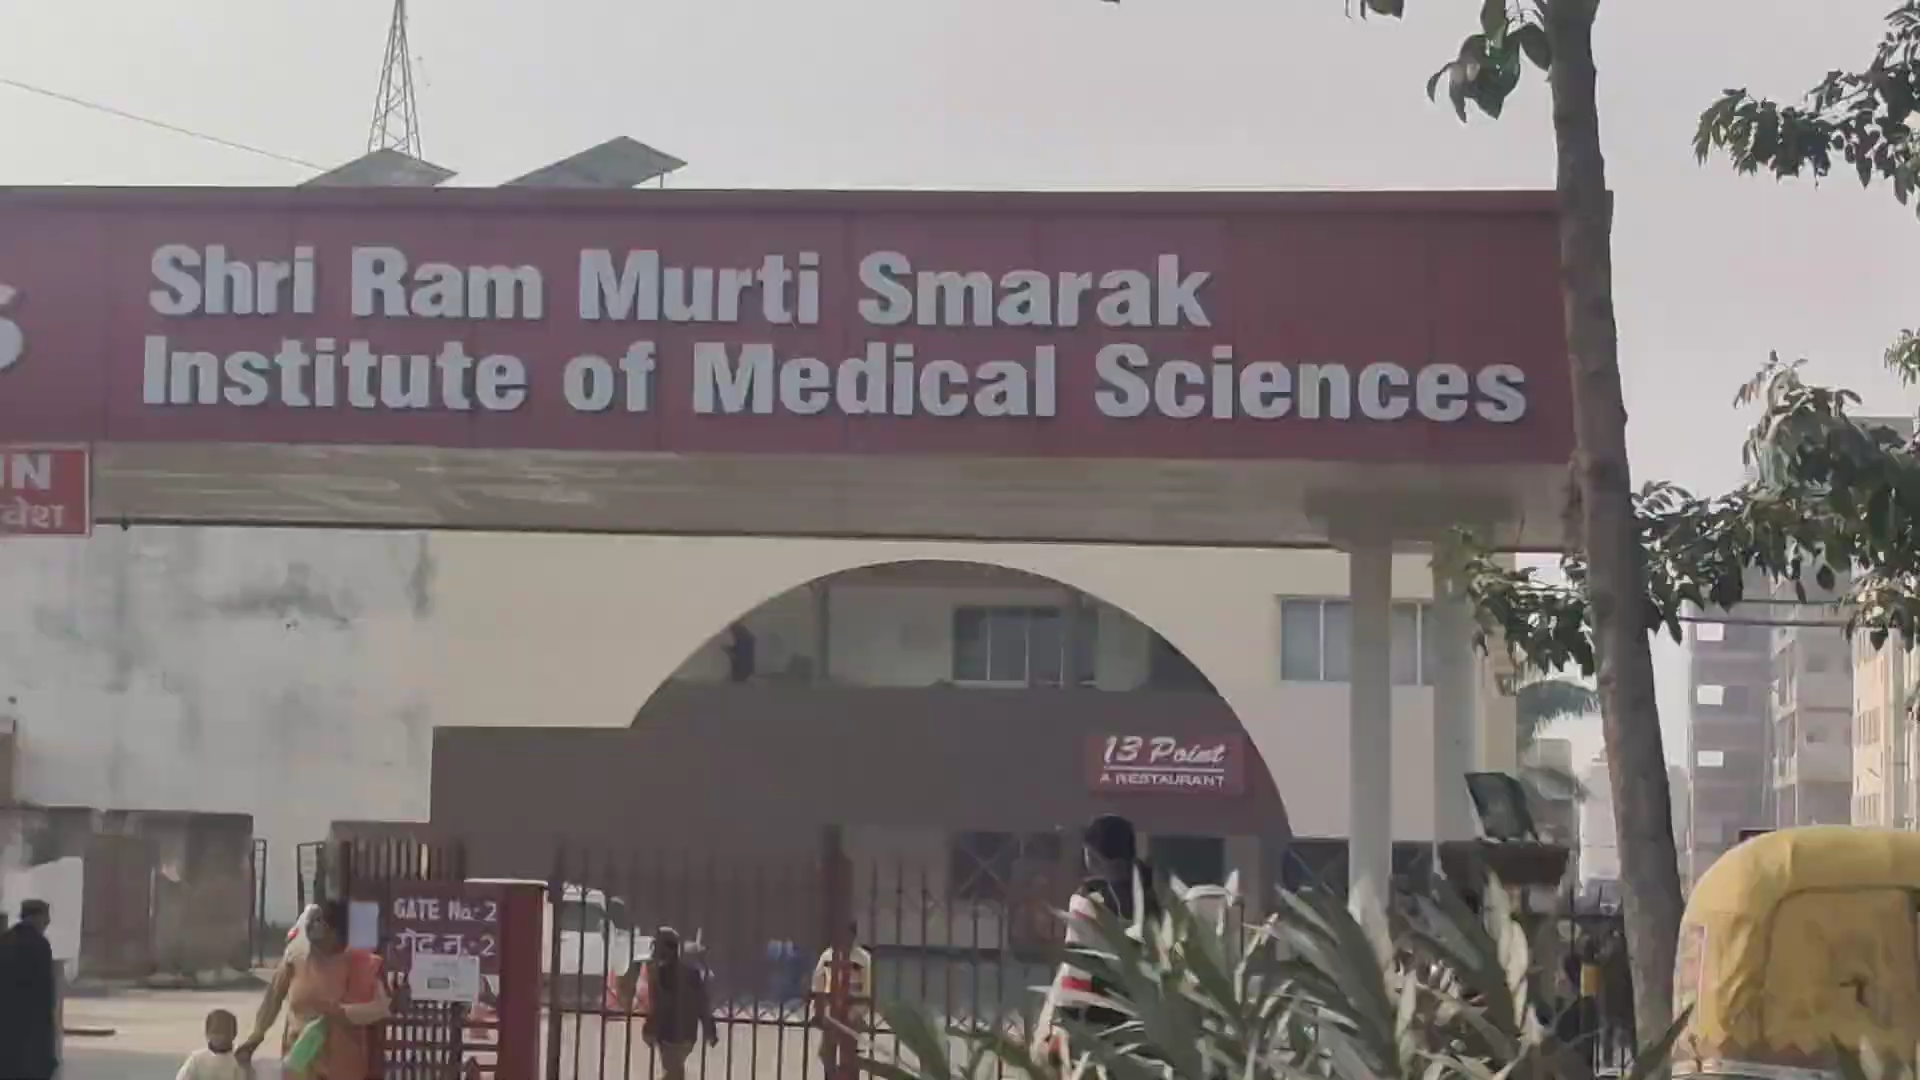 S
Shri Ram Murti Smarak
Institute of Medical Sciences
IN
वेश
13 Point
A RESTAURANT
GATE No.-2
गेट न.-2